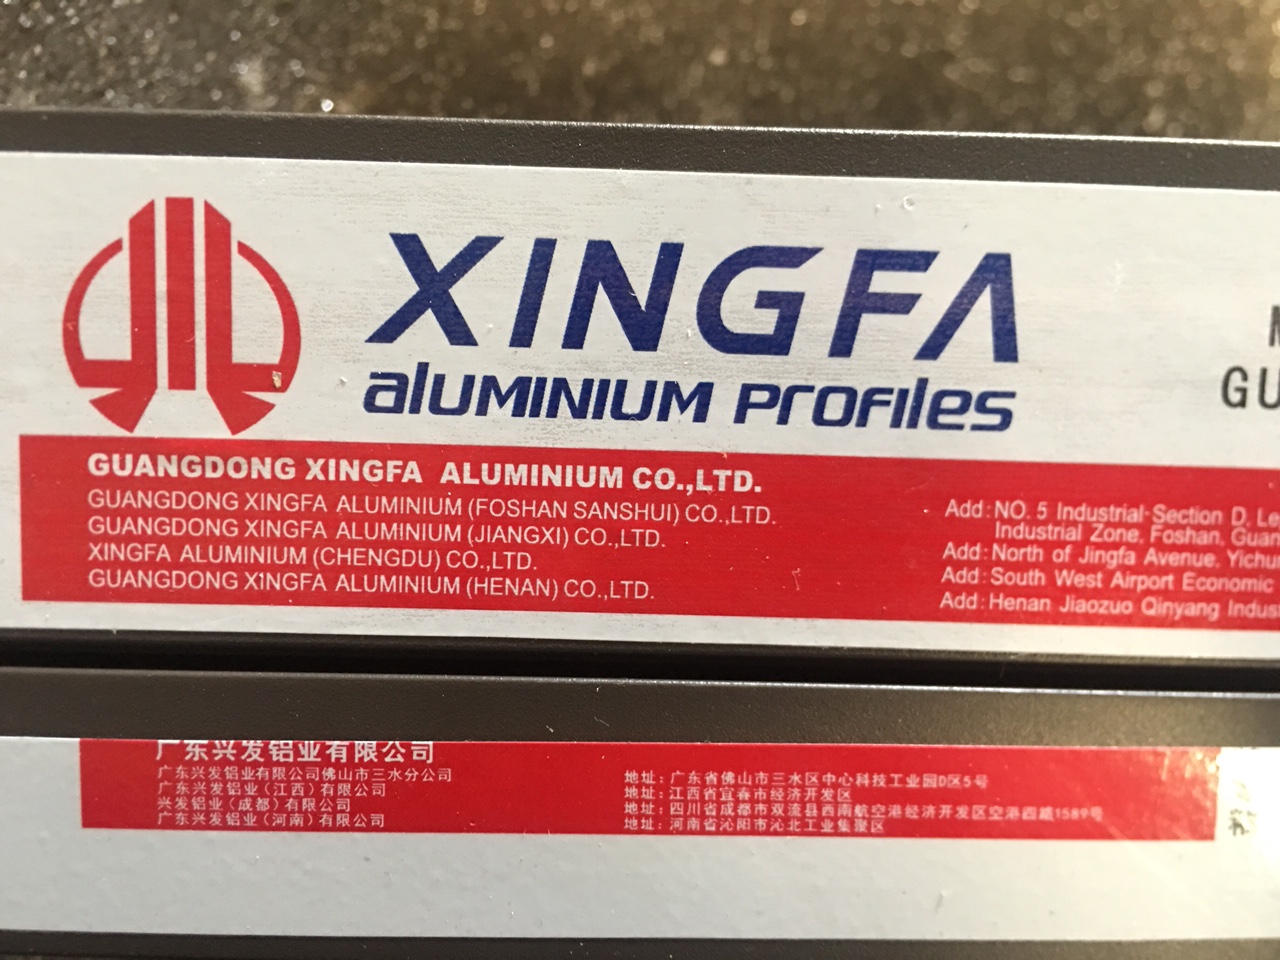 XINGFA
aluminium profiles
GU
GUANGDONG XINGFA ALUMINIUM CO.,LTD.
GUANGDONG XINGFA ALUMINIUM (FOSHAN SANSHUI) CO.,LTD.
GUANGDONG XINGFA ALUMINIUM (JIANGXI) CO.,LTD.
XINGFA ALUMINIUM (CHENGDU) CO.,LTD.
GUANGDONG XINGFA ALUMINIUM (HENAN) CO.,LTD.
Add: NO. 5 Industrial Section D, Le
Industrial Zone, Foshan, Guan
Add: North of Jingfa Avenue, Yichu
Add: South West Airport Economic
Add: Henan Jiaozuo Qinyang Indust
广东兴发铝业有限公司
广东兴发铝业有限公司佛山市三水分公司
广东兴发铝业（江西）有限公司
兴发铝业（成都）有限公司
广东兴发铝业（河南）有限公司
地址：广东省佛山市三水区中心科技工业园D区5号
地址：江西省宜春市经济开发区
地址：四川省成都市双流县西南航空港经济开发区空港四路1589号
地址：河南省沁阳市沁北工业集聚区